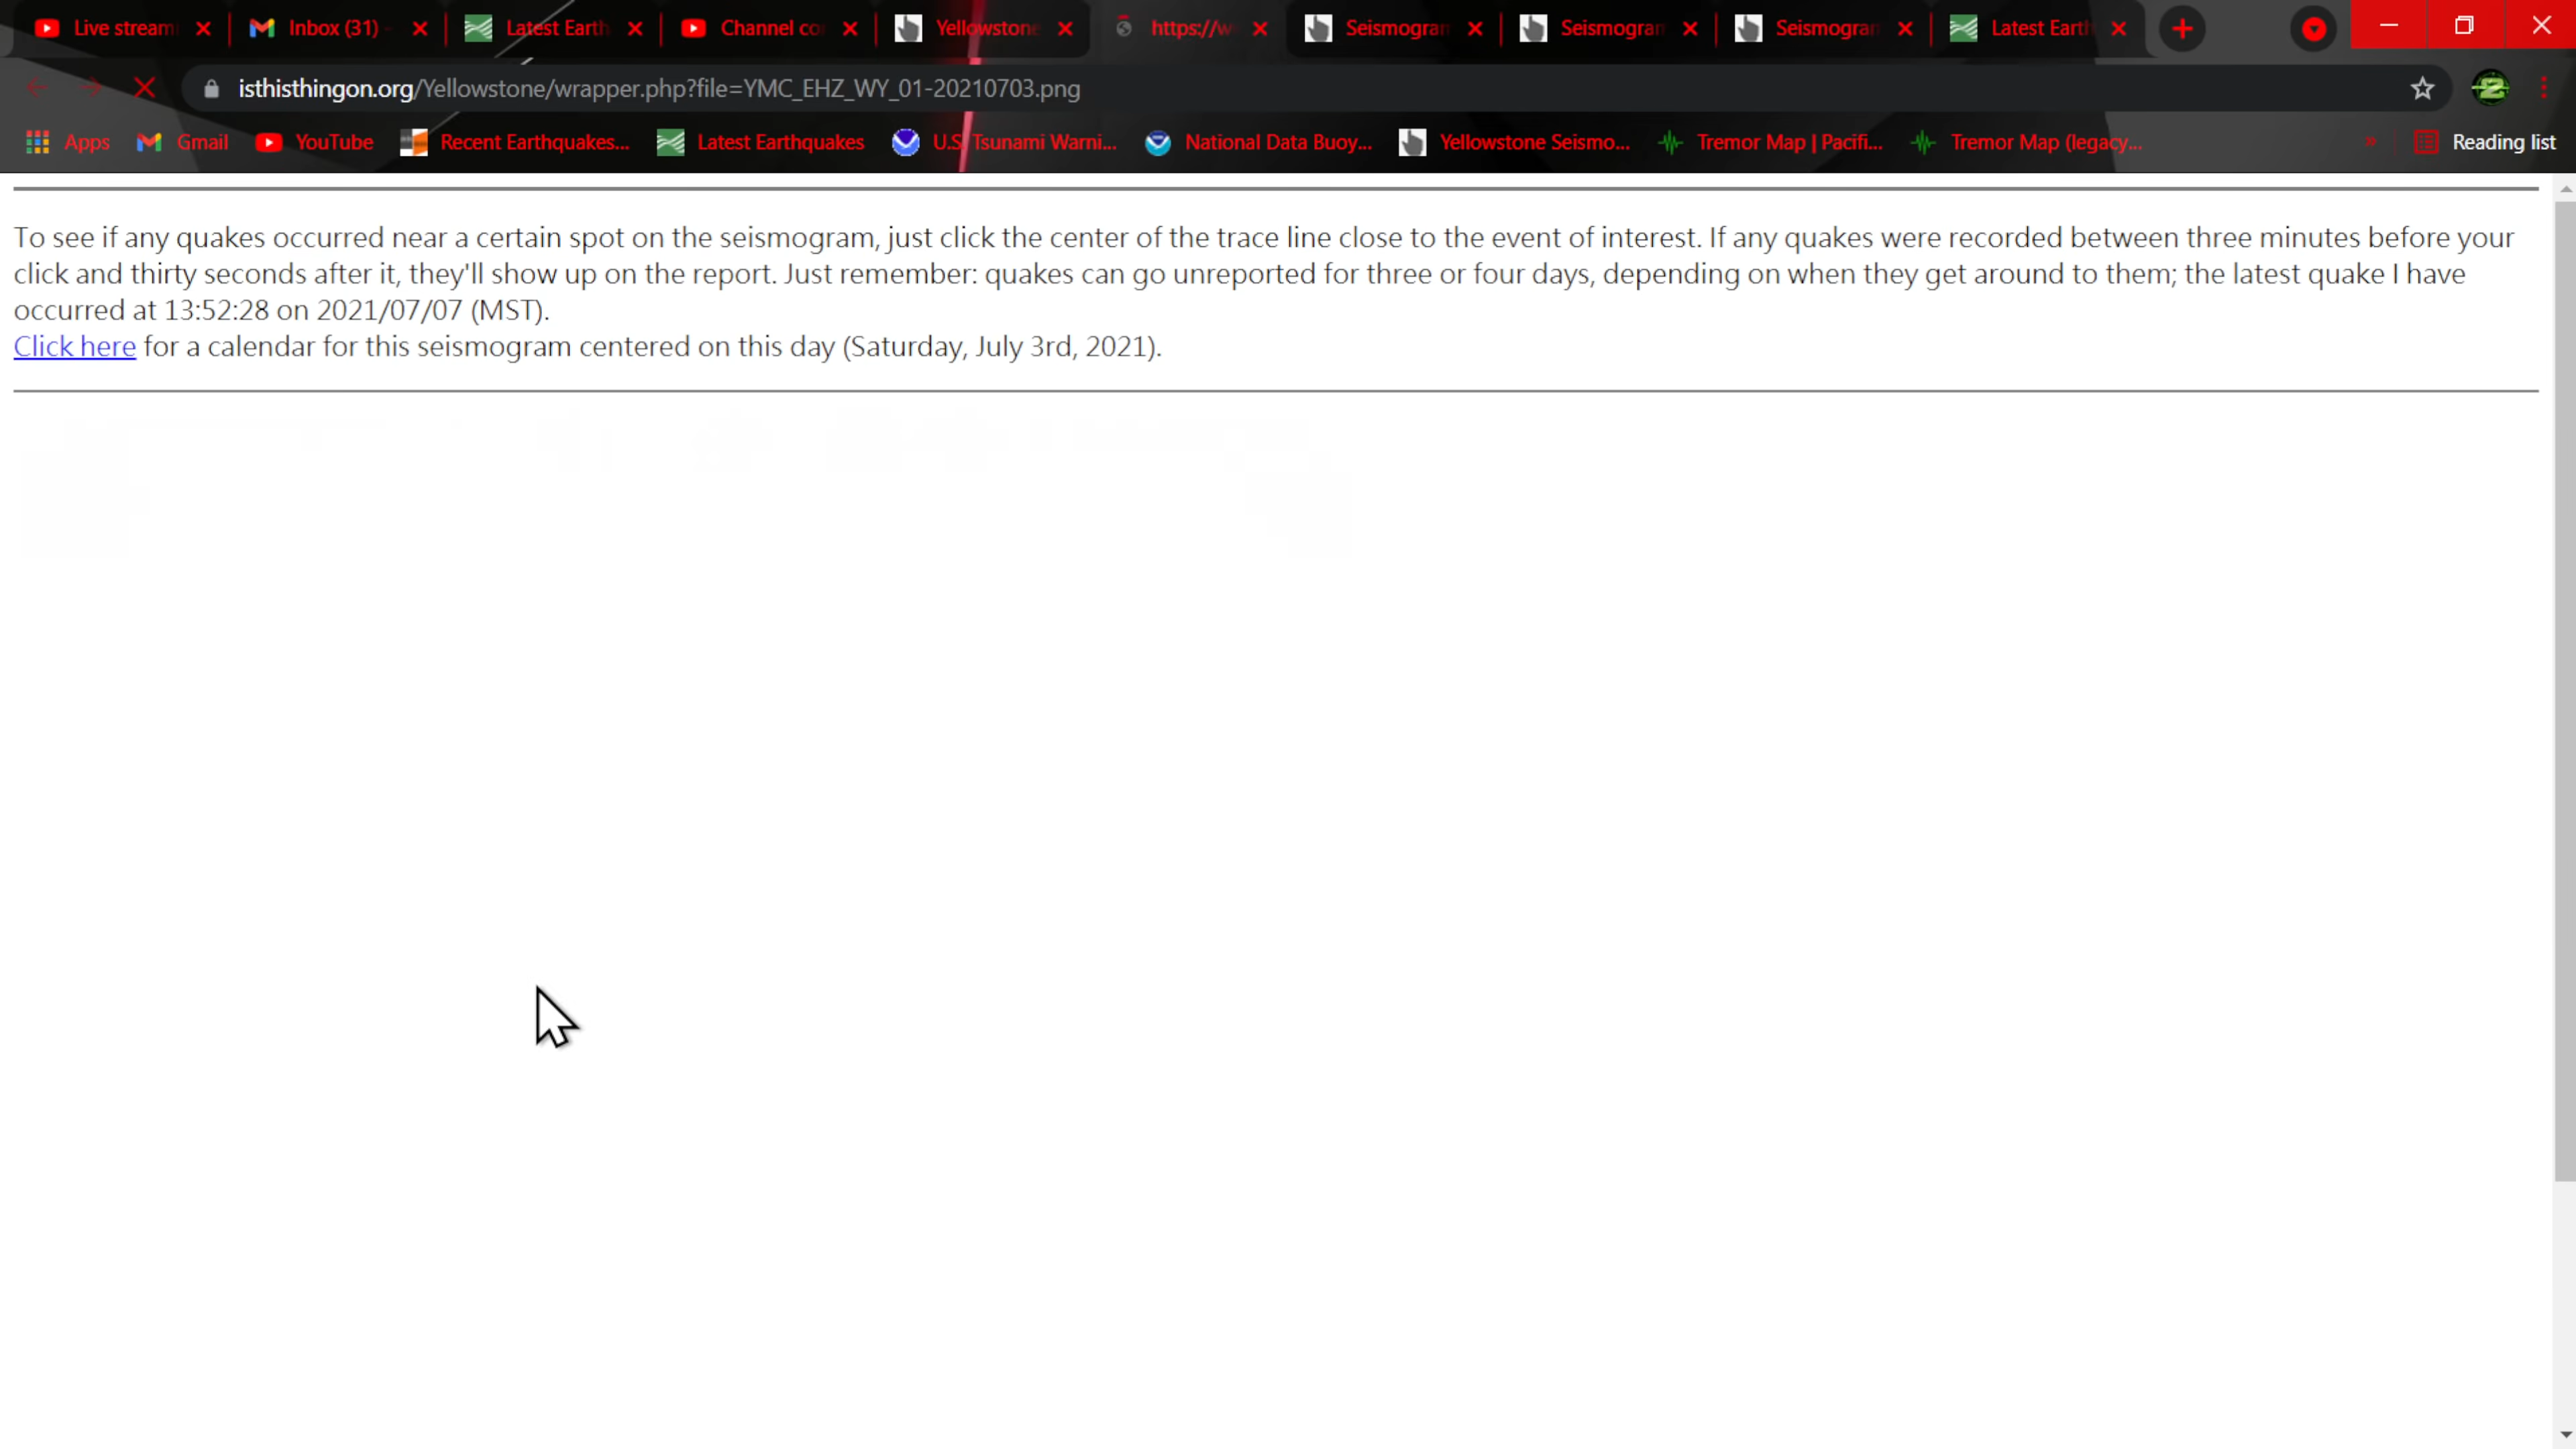 Live stream Inbox (31) - Latest Earth Channel co Yellowstone https://w Seismogram Seismogram Seismogram Latest Earth
isthisthingon.org/Yellowstone/wrapper.php?file=YMC_EHZ_WY_01-20210703.png
Apps Gmail YouTube Recent Earthquakes... Latest Earthquakes U.S. Tsunami Warni... National Data Buoy... Yellowstone Seismo... Tremor Map | Pacifi... Tremor Map (legacy... » Reading list
To see if any quakes occurred near a certain spot on the seismogram, just click the center of the trace line close to the event of interest. If any quakes were recorded between three minutes before your
click and thirty seconds after it, they'll show up on the report. Just remember: quakes can go unreported for three or four days, depending on when they get around to them; the latest quake I have
occurred at 13:52:28 on 2021/07/07 (MST).
Click here for a calendar for this seismogram centered on this day (Saturday, July 3rd, 2021).